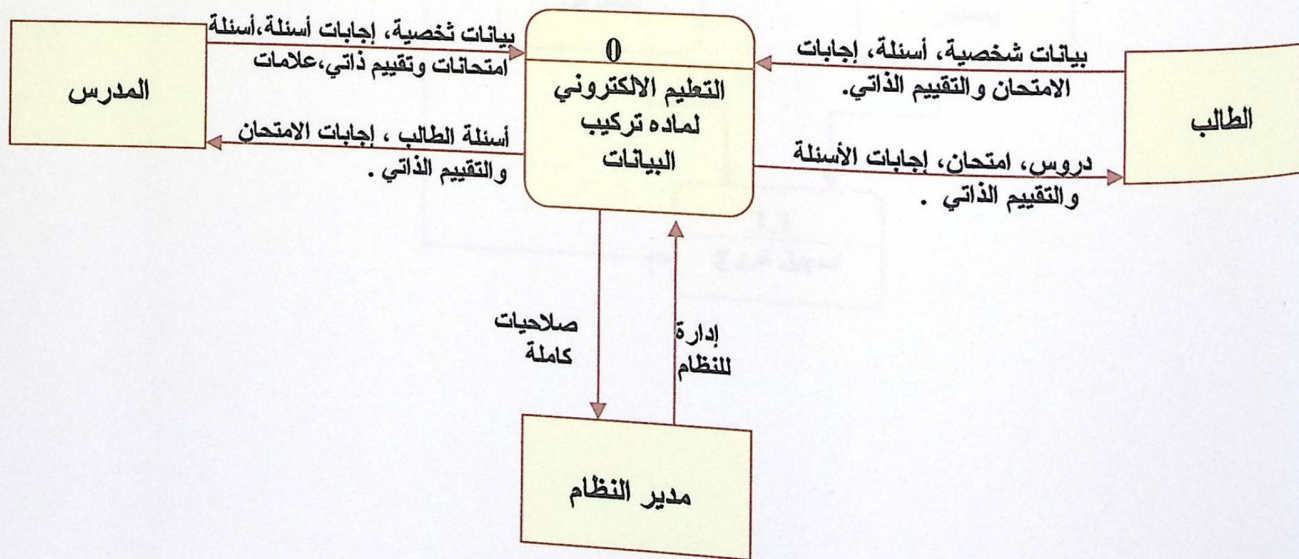 0
التعليم الالكتروني
لماده تركيب
البيانات
الطالب
بيانات شخصية، أسئلة، إجابات
الامتحان والتقييم الذاتي.
دروس، امتحان، إجابات الأسئلة
والتقييم الذاتي .
المدرس
بيانات ثخصية، إجابات أسئلة،أسئلة
امتحانات وتقييم ذاتي،علامات
أسئلة الطالب ، إجابات الامتحان
والتقييم الذاتي .
إدارة
للنظام
صلاحيات
كاملة
مدير النظام